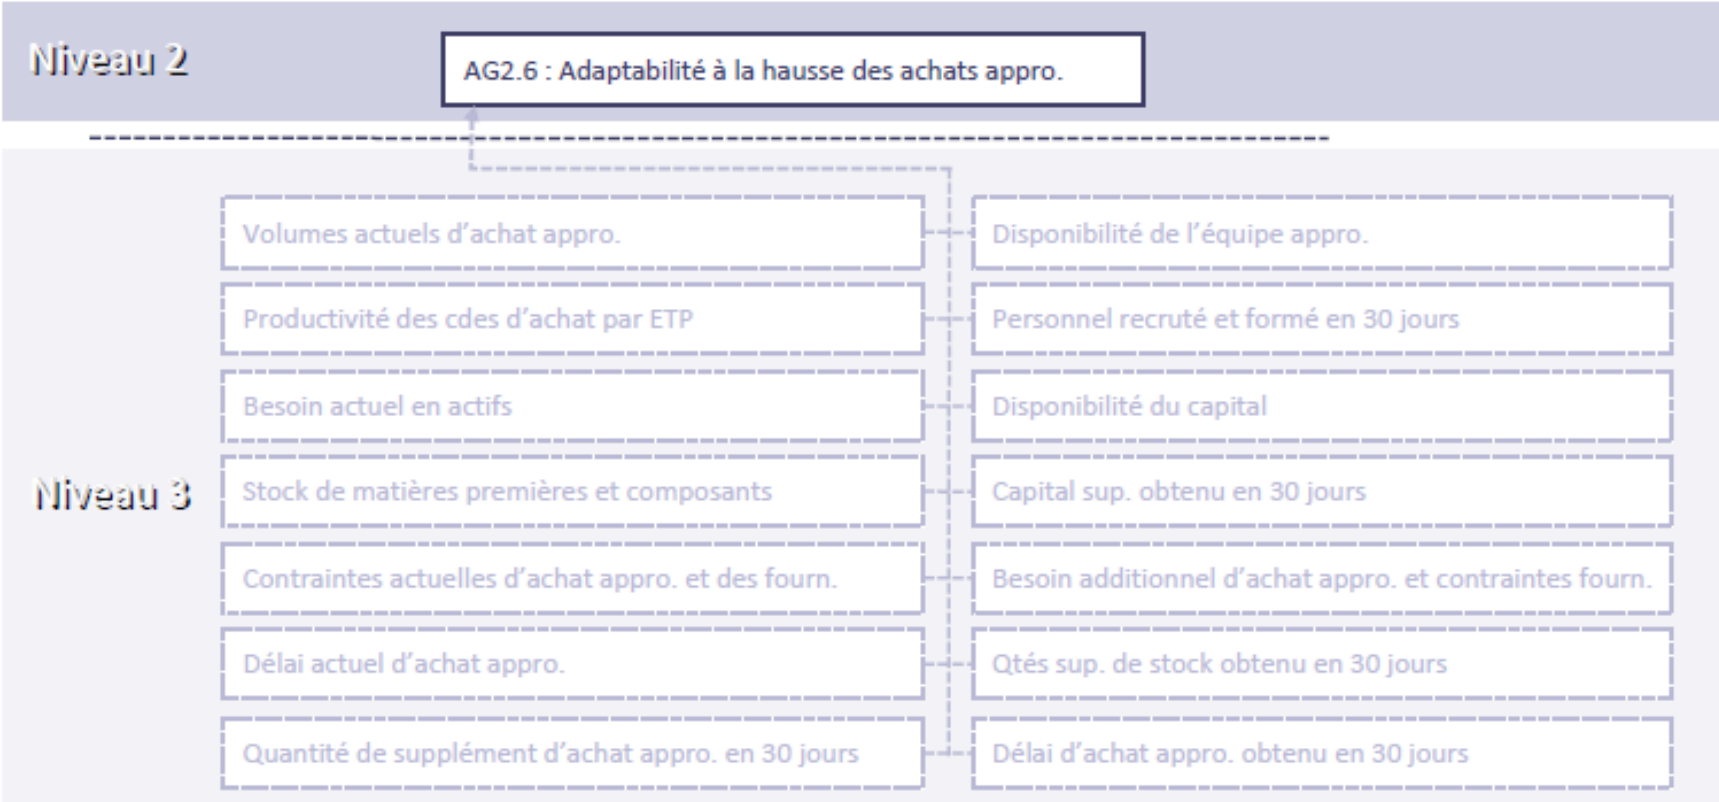 Niveau 2
AG2.6 : Adaptabilité à la hausse des achats appro.
Volumes actuels d’achat appro.
Disponibilité de l’équipe appro.
Productivité des cdes d’achat par ETP
Personnel recruté et formé en 30 jours
Besoin actuel en actifs
Disponibilité du capital
Niveau 3
Stock de matières premières et composants
Capital sup. obtenu en 30 jours
Contraintes actuelles d’achat appro. et des fourn.
Besoin additionnel d’achat appro. et contraintes fourn.
Délai actuel d’achat appro.
Qtés sup. de stock obtenu en 30 jours
Quantité de supplément d’achat appro. en 30 jours
Délai d’achat appro. obtenu en 30 jours